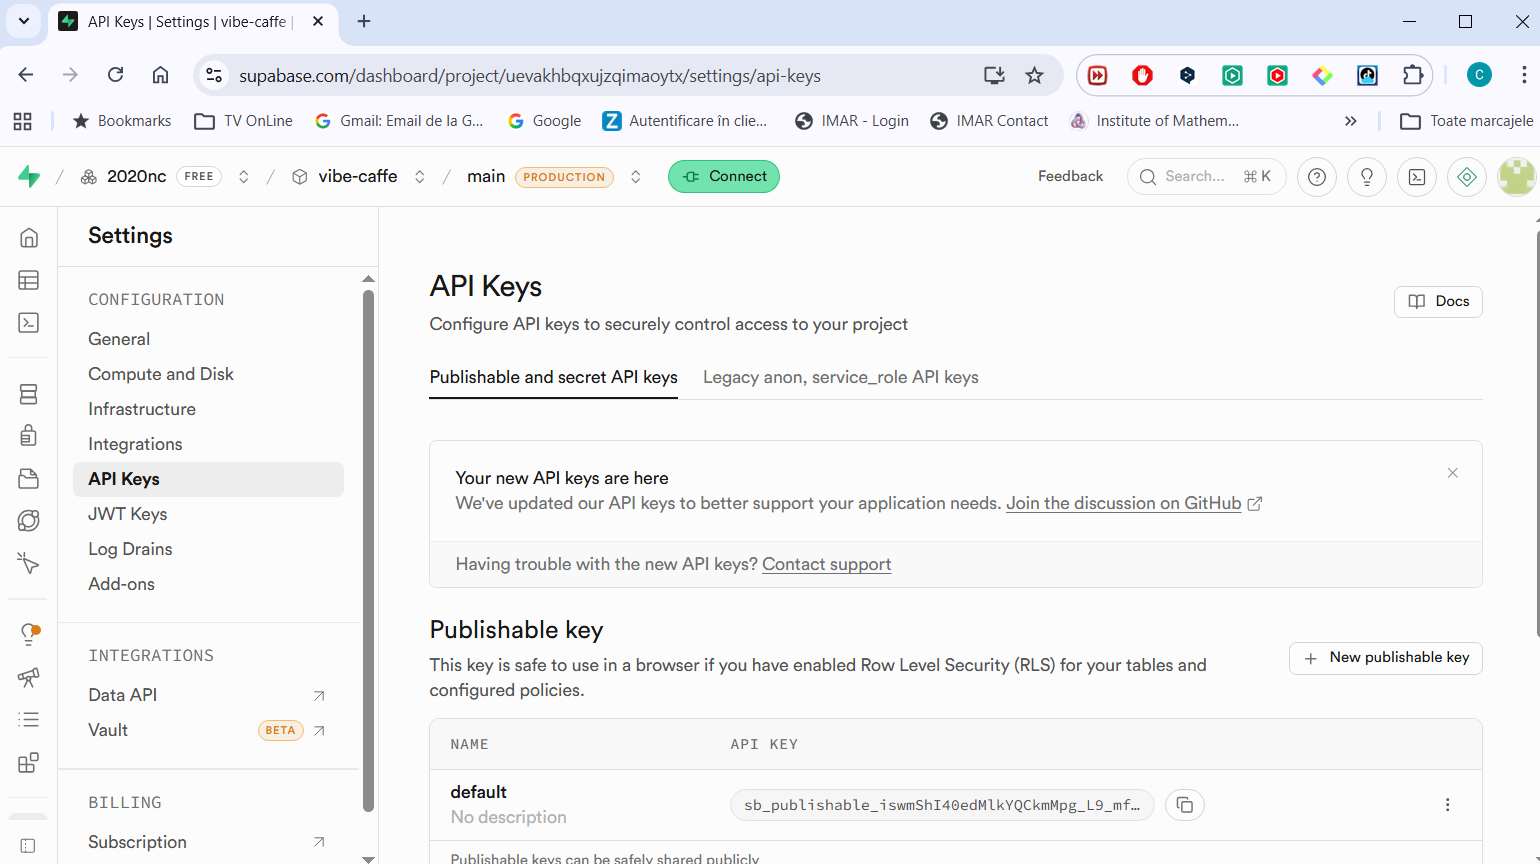 API Keys | Settings | vibe-caffe |
supabase.com/dashboard/project/uevakhbqxujzqimaoytx/settings/api-keys
C
Bookmarks TV OnLine Gmail: Email de la G... Google Autentificare în clie... IMAR - Login IMAR Contact Institute of Mathem... Toate marcajele
/ 2020nc FREE / vibe-caffe / main PRODUCTION Connect Feedback Search... ⌘ K
Settings
CONFIGURATION
General
Compute and Disk
Infrastructure
Integrations
API Keys
JWT Keys
Log Drains
Add-ons
INTEGRATIONS
Data API
Vault BETA
BILLING
Subscription
API Keys
Configure API keys to securely control access to your project
Docs
Publishable and secret API keys Legacy anon, service_role API keys
Your new API keys are here
We've updated our API keys to better support your application needs. Join the discussion on GitHub
Having trouble with the new API keys? Contact support
Publishable key
This key is safe to use in a browser if you have enabled Row Level Security (RLS) for your tables and
configured policies.
New publishable key
NAME API KEY
default
No description
sb_publishable_iswmShI40edMlkYQCkmMpg_L9_mf…
Publishable keys can be safely shared publicly